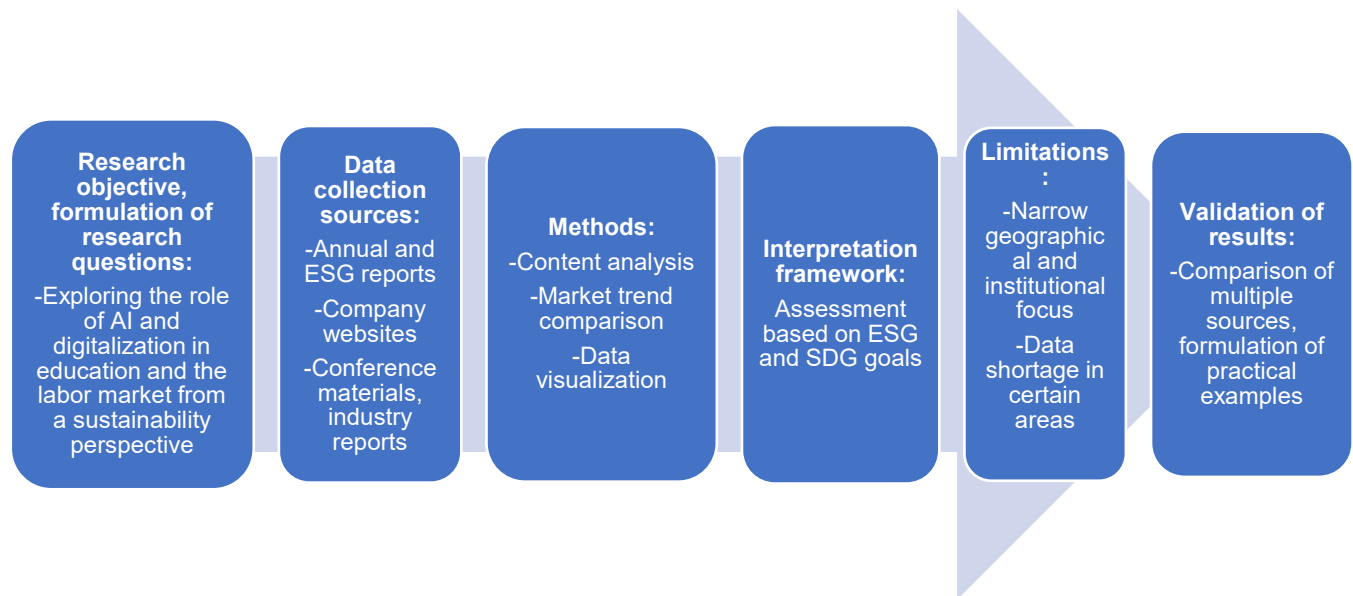 Research
objective,
formulation of
research
questions:
-Exploring the role
of AI and
digitalization in
education and the
labor market from
a sustainability
perspective
Data
collection
sources:
-Annual and
ESG reports
-Company
websites
-Conference
materials,
industry
reports
Methods:
-Content analysis
-Market trend
comparison
-Data
visualization
Interpretation
framework:
Assessment
based on ESG
and SDG goals
Limitations
:
-Narrow
geographic
al and
institutional
focus
-Data
shortage in
certain
areas
Validation of
results:
-Comparison of
multiple
sources,
formulation of
practical
examples